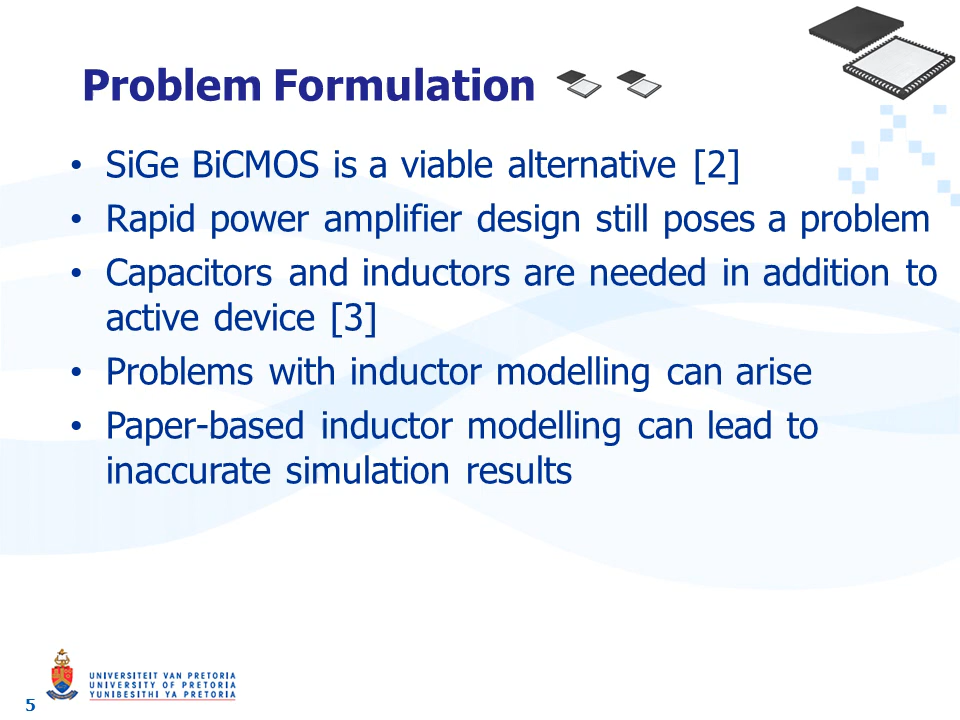 Problem Formulation
• SiGe BiCMOS is a viable alternative [2]
• Rapid power amplifier design still poses a problem
• Capacitors and inductors are needed in addition to
active device [3]
• Problems with inductor modelling can arise
• Paper-based inductor modelling can lead to
inaccurate simulation results
UNIVERSITEIT VAN PRETORIA
UNIVERSITY OF PRETORIA
YUNIBESITHI YA PRETORIA
5